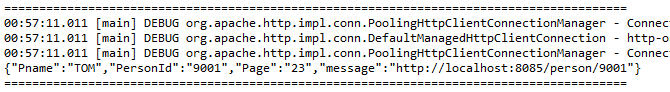 ===============================================================================
00:57:11.011 [main] DEBUG org.apache.http.impl.conn.PoolingHttpClientConnectionManager - Connec
00:57:11.011 [main] DEBUG org.apache.http.impl.conn.DefaultManagedHttpClientConnection - http-o
00:57:11.011 [main] DEBUG org.apache.http.impl.conn.PoolingHttpClientConnectionManager - Connec
{"Pname":"TOM","PersonId":"9001","Page":"23","message":"http://localhost:8085/person/9001"}
===============================================================================